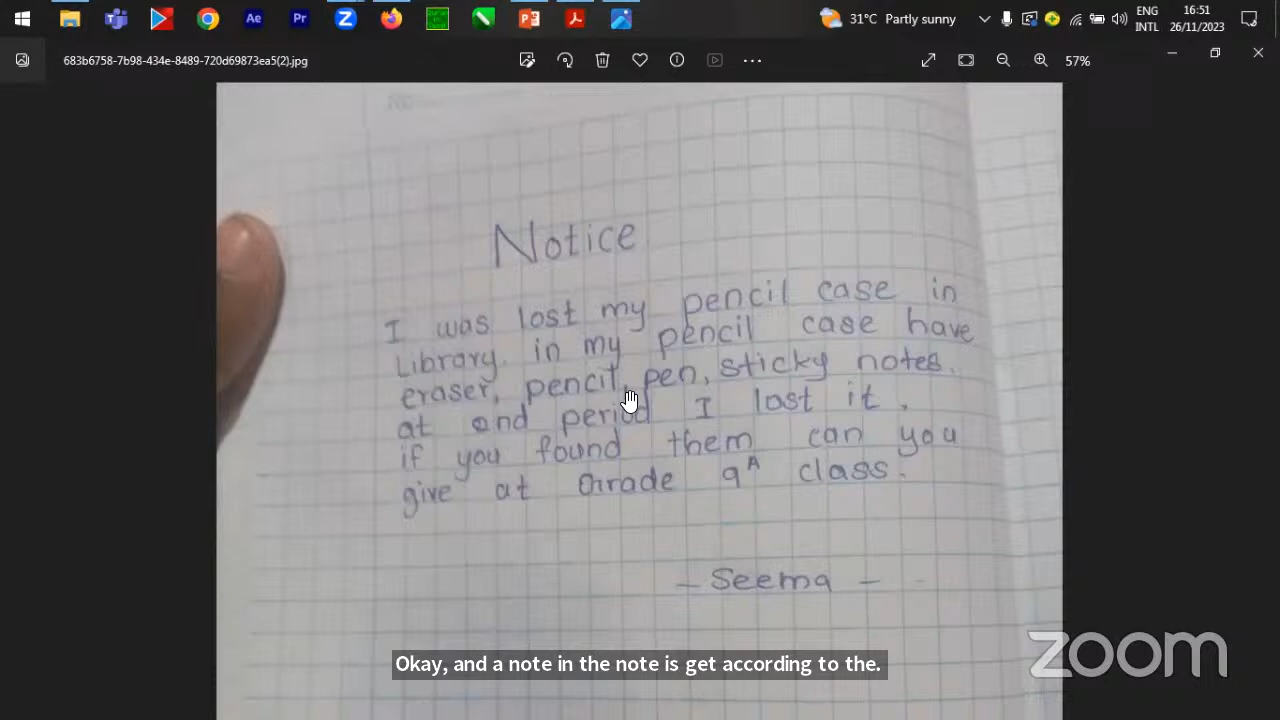 Ae
Pr
31°C Partly sunny
ENG
INTL
16:51
26/11/2023
683b6758-7b98-434e-8489-720d69873ea5(2).jpg
57%
Notice
I was lost my pencil case in
Library. in my pencil case have
eraser, pencil, pen, sticky notes.
at 2nd period I lost it.
if you found them can you
give at Grade 9A class.
- Seema -
Okay, and a note in the note is get according to the.
zoom